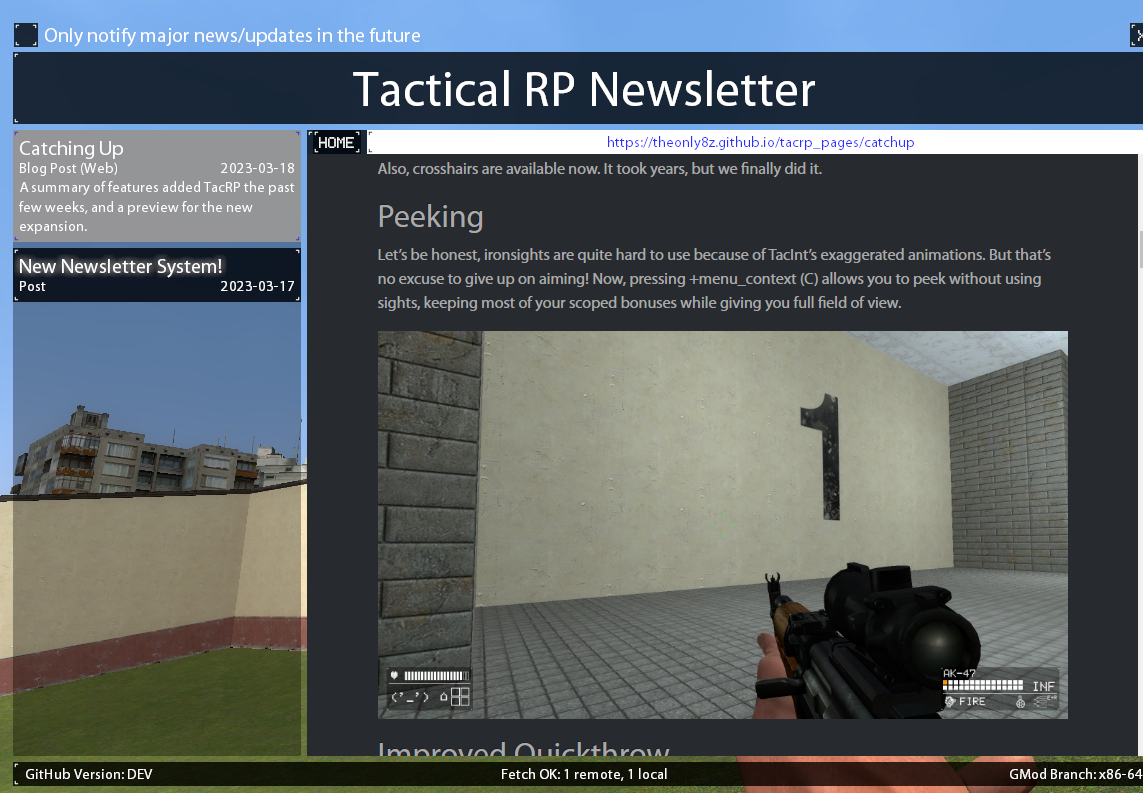 Only notify major news/updates in the future
Tactical RP Newsletter
Catching Up
Blog Post (Web) 2023-03-18
A summary of features added TacRP the past
few weeks, and a preview for the new
expansion.
New Newsletter System!
Post 2023-03-17
HOME
https://theonly8z.github.io/tacrp_pages/catchup
Also, crosshairs are available now. It took years, but we finally did it.
Peeking
Let’s be honest, ironsights are quite hard to use because of TacInt’s exaggerated animations. But that’s
no excuse to give up on aiming! Now, pressing +menu_context (C) allows you to peek without using
sights, keeping most of your scoped bonuses while giving you full field of view.
1
AK-47
INF
FIRE
Improved Quickthrow
GitHub Version: DEV
Fetch OK: 1 remote, 1 local
GMod Branch: x86-64